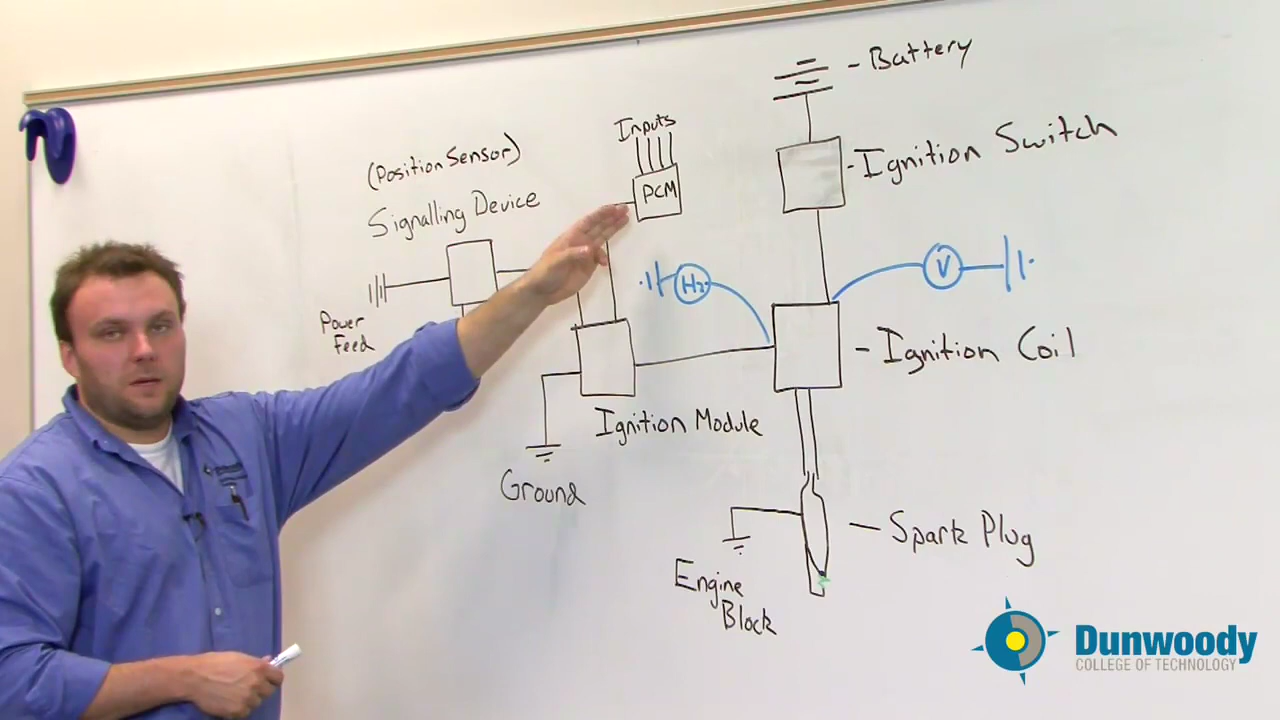 Battery
Inputs
Ignition Switch
(Position Sensor)
PCM
Signalling Device
V
Hz
Power
Feed
Ignition Coil
Ignition Module
Ground
Spark Plug
Engine
Block
Dunwoody
COLLEGE OF TECHNOLOGY